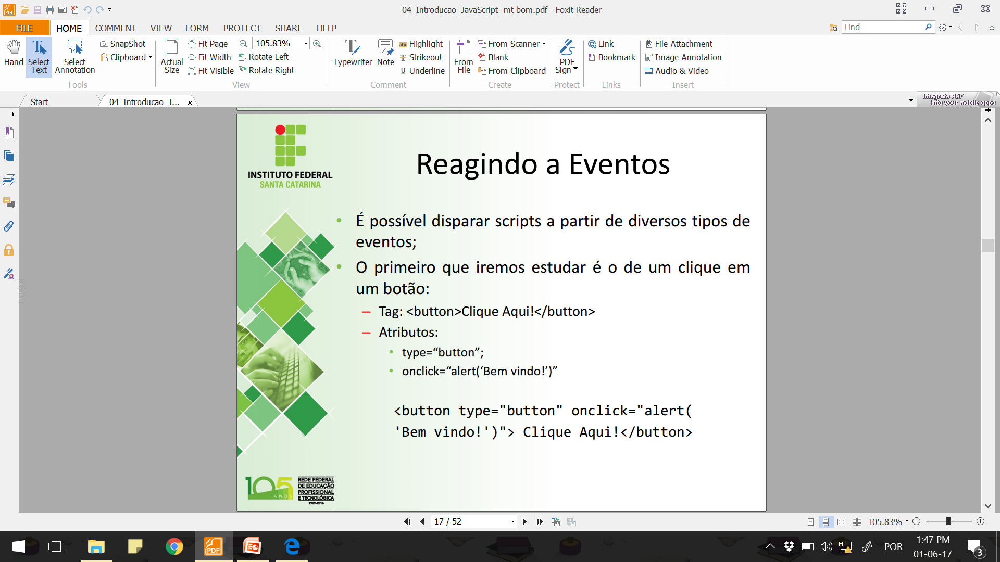 04_Introducao_JavaScript- mt bom.pdf - Foxit Reader
FILE HOME COMMENT VIEW FORM PROTECT SHARE HELP
Find
Hand
Select Text
Select Annotation
SnapShot
Clipboard
Tools
Actual Size
Fit Page
Fit Width
Fit Visible
105.83%
Rotate Left
Rotate Right
View
Typewriter
Note
Highlight
Strikeout
Underline
Comment
From File
From Scanner
Blank
From Clipboard
Create
PDF Sign
Protect
Link
Bookmark
Links
File Attachment
Image Annotation
Audio & Video
Insert
Start
04_Introducao_J...
Integrate PDF
into your mobile apps
INSTITUTO FEDERAL
SANTA CATARINA
Reagindo a Eventos
• É possível disparar scripts a partir de diversos tipos de
eventos;
• O primeiro que iremos estudar é o de um clique em
um botão:
– Tag: <button>Clique Aqui!</button>
– Atributos:
• type=“button”;
• onclick=“alert(‘Bem vindo!’)”
<button type="button" onclick="alert(
'Bem vindo!')"> Clique Aqui!</button>
105
ANOS
REDE FEDERAL
DE EDUCAÇÃO
PROFISSIONAL
E TECNOLÓGICA
1909-2014
17 / 52
105.83%
POR
1:47 PM
01-06-17
3